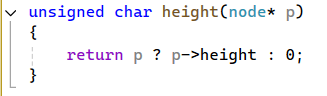 unsigned char height(node* p)
{
    return p ? p->height : 0;
}